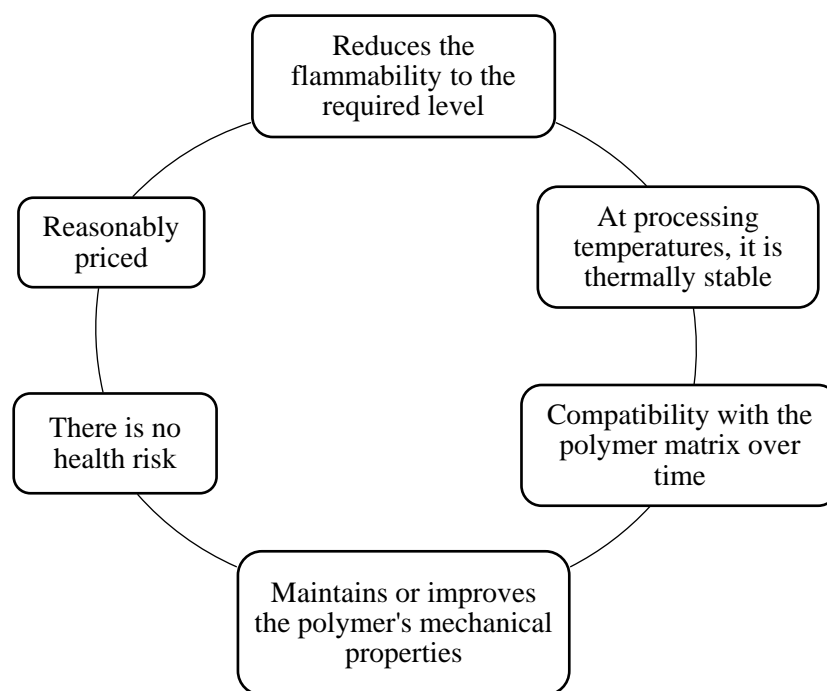 Reduces the
flammability to the
required level
At processing
temperatures, it is
thermally stable
Compatibility with the
polymer matrix over
time
Maintains or improves
the polymer's mechanical
properties
There is no
health risk
Reasonably
priced